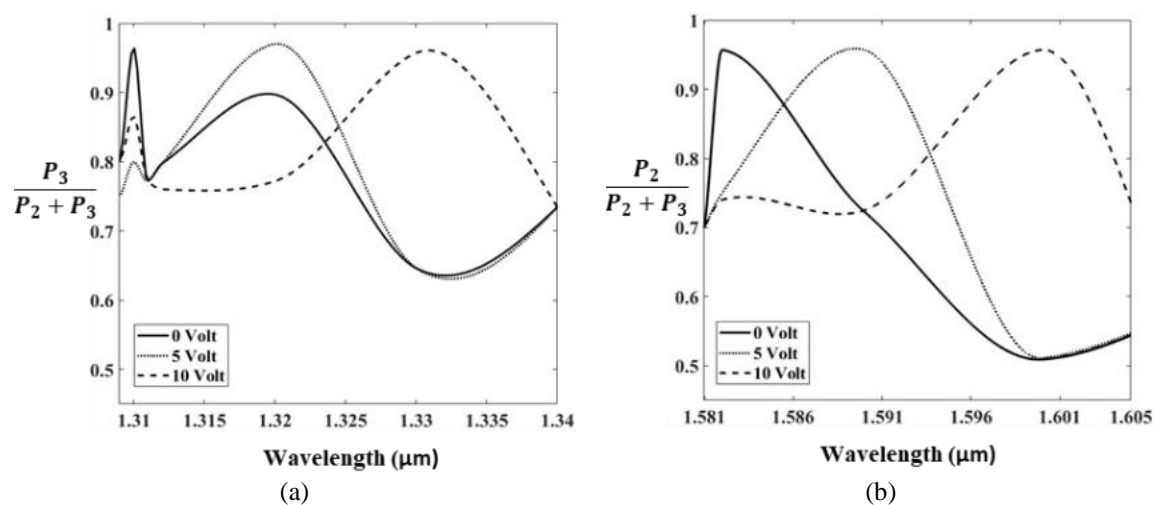 1
0.9
0.8
0.7
0.6
0.5
P3
P2 + P3
0 Volt
5 Volt
10 Volt
1.31 1.315 1.32 1.325 1.33 1.335 1.34
Wavelength (μm)
(a)
1
0.9
0.8
0.7
0.6
0.5
P2
P2 + P3
0 Volt
5 Volt
10 Volt
1.581 1.586 1.591 1.596 1.601 1.605
Wavelength (μm)
(b)